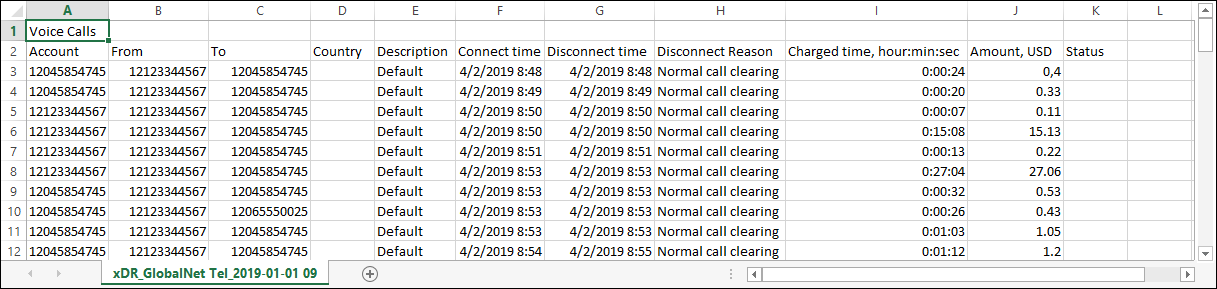 A B C D E F G H I J K L
1 Voice Calls
2 Account From To Country Description Connect time Disconnect time Disconnect Reason Charged time, hour:min:sec Amount, USD Status
3 12045854745 12123344567 12045854745 Default 4/2/2019 8:48 4/2/2019 8:48 Normal call clearing 0:00:24 0,4
4 12045854745 12123344567 12045854745 Default 4/2/2019 8:49 4/2/2019 8:49 Normal call clearing 0:00:20 0.33
5 12123344567 12123344567 12045854745 Default 4/2/2019 8:50 4/2/2019 8:50 Normal call clearing 0:00:07 0.11
6 12123344567 12123344567 12045854745 Default 4/2/2019 8:50 4/2/2019 8:50 Normal call clearing 0:15:08 15.13
7 12123344567 12123344567 12045854745 Default 4/2/2019 8:51 4/2/2019 8:51 Normal call clearing 0:00:13 0.22
8 12123344567 12123344567 12045854745 Default 4/2/2019 8:53 4/2/2019 8:53 Normal call clearing 0:27:04 27.06
9 12045854745 12123344567 12045854745 Default 4/2/2019 8:53 4/2/2019 8:53 Normal call clearing 0:00:32 0.53
10 12045854745 12123344567 12065550025 Default 4/2/2019 8:53 4/2/2019 8:53 Normal call clearing 0:00:26 0.43
11 12045854745 12123344567 12045854745 Default 4/2/2019 8:53 4/2/2019 8:53 Normal call clearing 0:01:03 1.05
12 12045854745 12123344567 12045854745 Default 4/2/2019 8:54 4/2/2019 8:55 Normal call clearing 0:01:12 1.2
xDR_GlobalNet Tel_2019-01-01 09